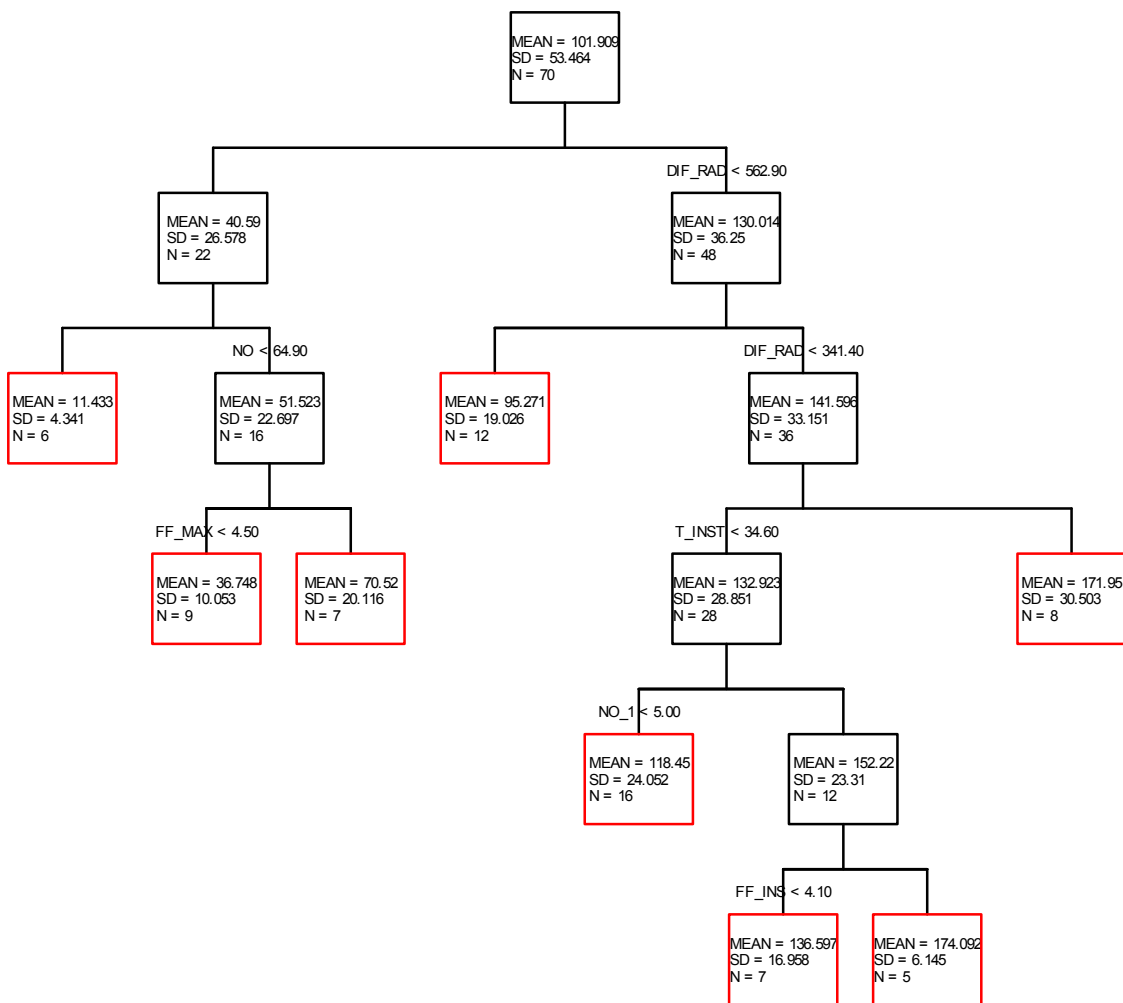 MEAN = 101.909
SD = 53.464
N = 70
DIF_RAD < 562.90
MEAN = 40.59
SD = 26.578
N = 22
MEAN = 130.014
SD = 36.25
N = 48
NO < 64.90
DIF_RAD < 341.40
MEAN = 11.433
SD = 4.341
N = 6
MEAN = 51.523
SD = 22.697
N = 16
MEAN = 95.271
SD = 19.026
N = 12
MEAN = 141.596
SD = 33.151
N = 36
FF_MAX < 4.50
T_INST < 34.60
MEAN = 36.748
SD = 10.053
N = 9
MEAN = 70.52
SD = 20.116
N = 7
MEAN = 132.923
SD = 28.851
N = 28
MEAN = 171.95
SD = 30.503
N = 8
NO_1 < 5.00
MEAN = 118.45
SD = 24.052
N = 16
MEAN = 152.22
SD = 23.31
N = 12
FF_INS < 4.10
MEAN = 136.597
SD = 16.958
N = 7
MEAN = 174.092
SD = 6.145
N = 5